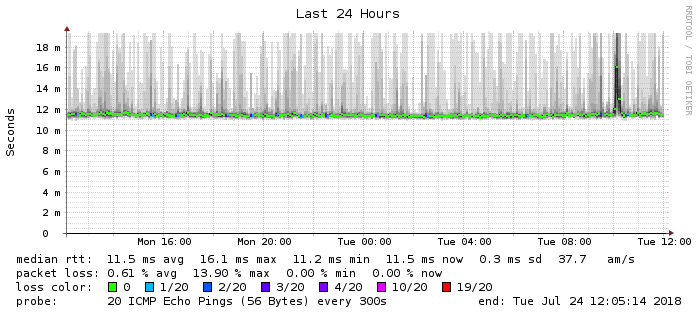 Last 24 Hours
RRDTOOL / TOBI OETIKER
Seconds
18 m
16 m
14 m
12 m
10 m
8 m
6 m
4 m
2 m
0
Mon 16:00 Mon 20:00 Tue 00:00 Tue 04:00 Tue 08:00 Tue 12:00
median rtt: 11.5 ms avg 16.1 ms max 11.2 ms min 11.5 ms now 0.3 ms sd 37.7 am/s
packet loss: 0.61 % avg 13.90 % max 0.00 % min 0.00 % now
loss color: 0 1/20 2/20 3/20 4/20 10/20 19/20
probe: 20 ICMP Echo Pings (56 Bytes) every 300s end: Tue Jul 24 12:05:14 2018